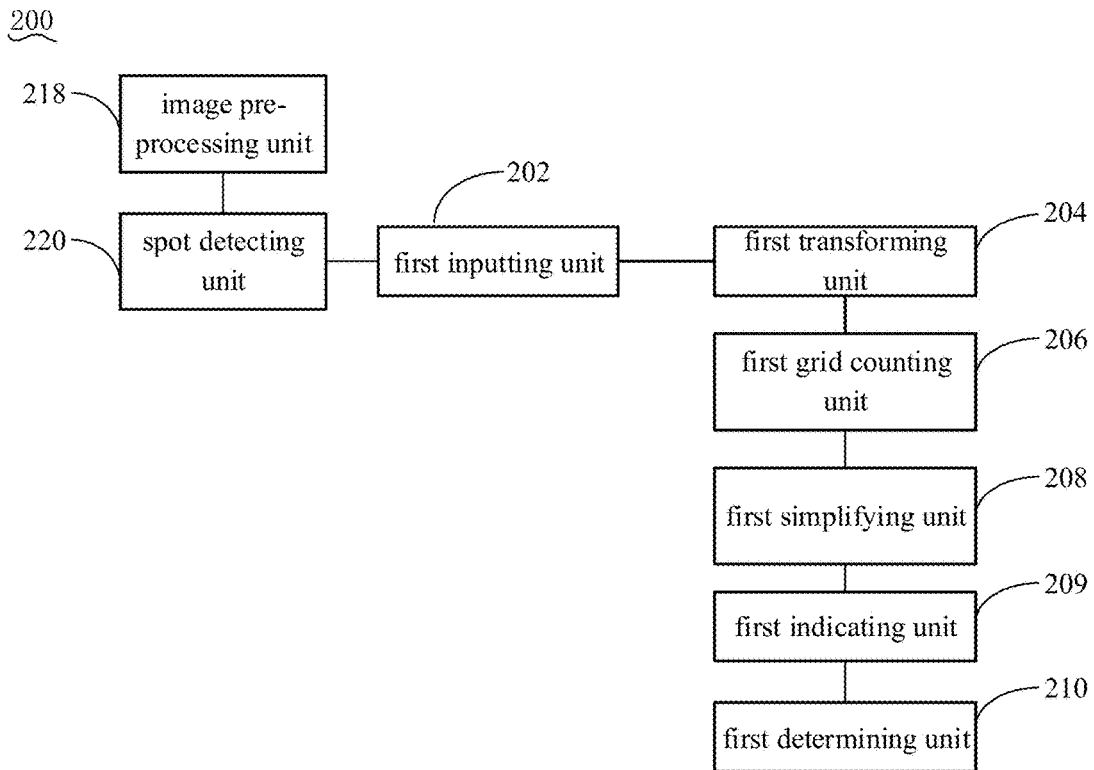 200
218
image pre-
processing unit
220
spot detecting
unit
202
first inputting unit
204
first transforming
unit
206
first grid counting
unit
208
first simplifying unit
209
first indicating unit
210
first determining unit